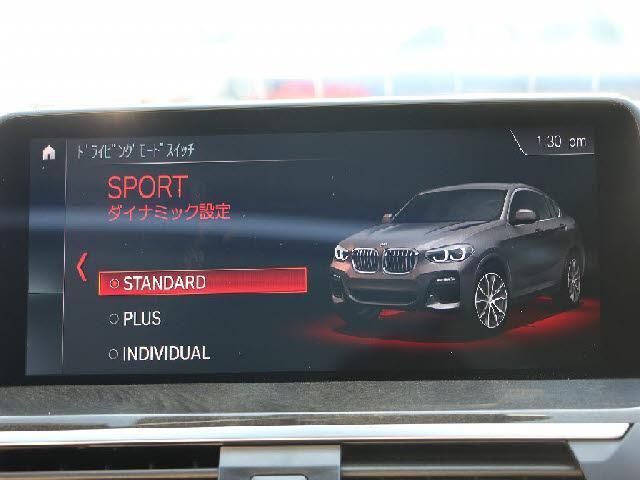 ﾄﾞﾗｲﾋﾞﾝｸﾞ ﾓｰﾄﾞ ｽｲｯﾁ
1:30 pm
SPORT
ダイナミック設定
STANDARD
PLUS
INDIVIDUAL